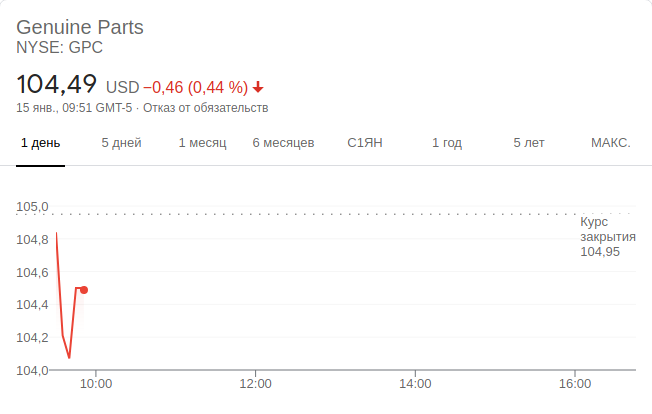 Genuine Parts
NYSE: GPC
104,49 USD −0,46 (0,44 %)
15 янв., 09:51 GMT-5 · Отказ от обязательств
1 день 5 дней 1 месяц 6 месяцев С1ЯН 1 год 5 лет МАКС.
105,0
Курс
закрытия
104,95
104,8
104,6
104,4
104,2
104,0
10:00 12:00 14:00 16:00